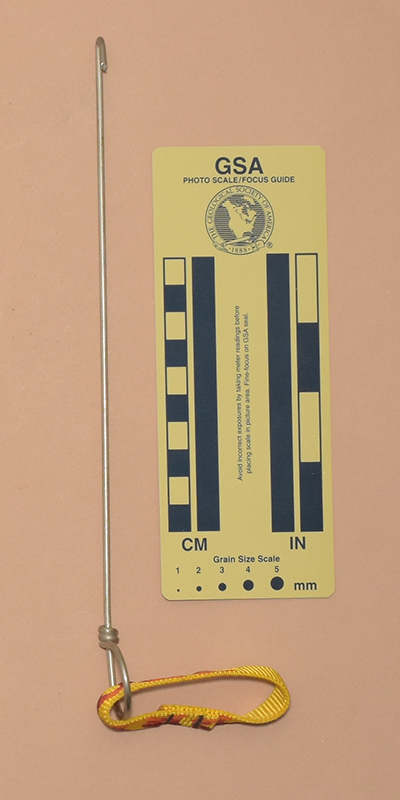 GSA
PHOTO SCALE/FOCUS GUIDE
THE GEOLOGICAL SOCIETY OF AMERICA
1888
®
Avoid incorrect exposures by taking meter readings before
placing scale in picture area. Fine-focus on GSA seal.
CM IN
Grain Size Scale
1 2 3 4 5
mm